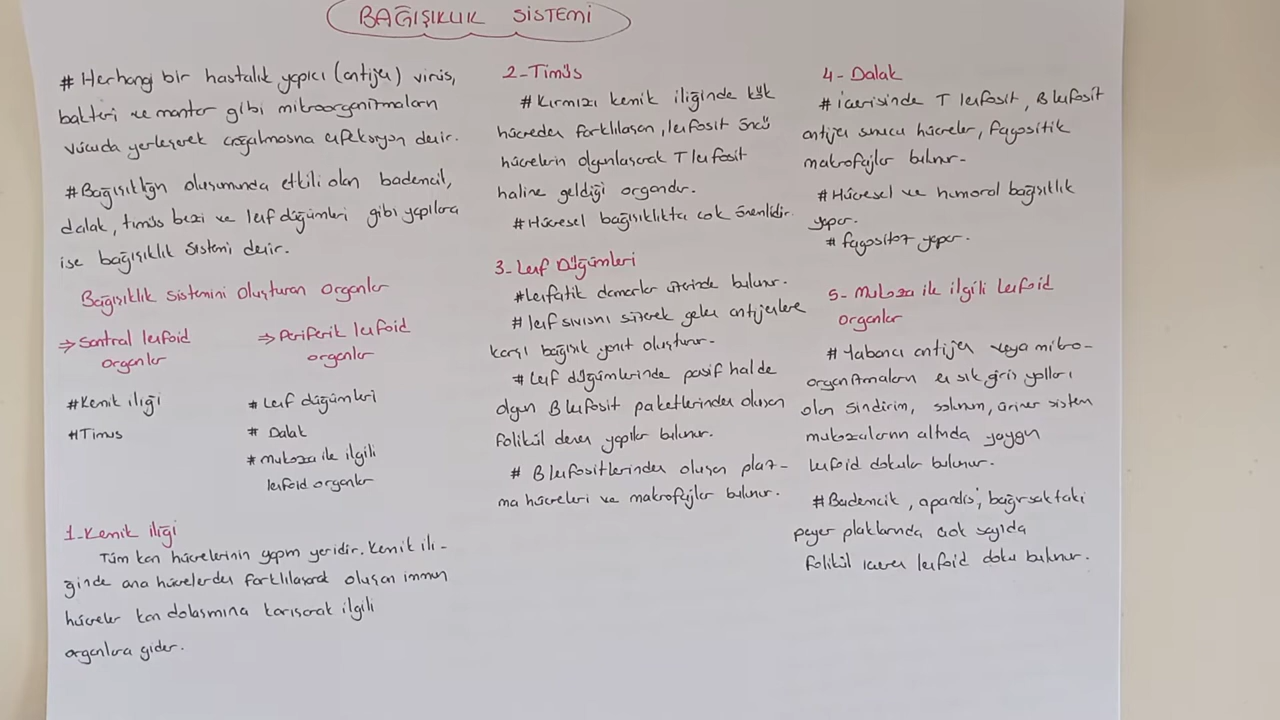 BAĞIŞIKLIK SİSTEMİ
# Herhangi bir hastalık yapıcı (antijen) virüs,
bakteri ve mantar gibi mikroorganizmaların
vücuda yerleşerek çoğalmasına enfeksiyon denir.
# Bağışıklığın oluşumunda etkili olan bademcik,
dalak, timüs bezi ve lenf düğümleri gibi yapılara
ise bağışıklık sistemi denir.
Bağışıklık sistemini oluşturan organlar
⇒ Santral lenfoid
organlar
# Kemik iliği
# Timus
⇒ Periferik lenfoid
organlar
# Lenf düğümleri
# Dalak
# mukoza ile ilgili
lenfoid organlar
1-Kemik iliği
Tüm kan hücrelerinin yapım yeridir. Kemik ili-
ğinde ana hücrelerden farklılaşarak oluşan immun
hücreler kan dolaşımına karışarak ilgili
organlara gider.
2-Timüs
# Kırmızı kemik iliğinde kök
hücreden farklılaşan, lenfosit öncü
hücrelerin olgunlaşarak T lenfosit
haline geldiği organdır.
# Hücresel bağışıklıkta çok önemlidir.
3-Lenf Düğümleri
# Lenfatik damarlar üzerinde bulunur.
# lenf sıvısını süzerek gelen antijenlere
karşı bağışık yanıt oluşturur.
# Lenf düğümlerinde pasif halde
olgun B lenfosit paketlerinden oluşan
folikül denen yapılar bulunur.
# B lenfositlerinden oluşan plaz-
ma hücreleri ve makrofajlar bulunur.
4- Dalak
# İçerisinde T lenfosit, B lenfosit
antijen sunucu hücreler, fagositik
makrofajlar bulunur.
# Hücresel ve humoral bağışıklık
yapar.
# fagositoz yapar.
5- Mukoza ile ilgili lenfoid
organlar
# Yabancı antijen veya mikro-
organizmaların en sık giriş yolları
olan sindirim, solunum, üriner sistem
mukozalarının altında yaygın
lenfoid dokular bulunur.
# Bademcik, apandis, bağırsaktaki
peyer plaklarında çok sayıda
folikül içeren lenfoid doku bulunur.